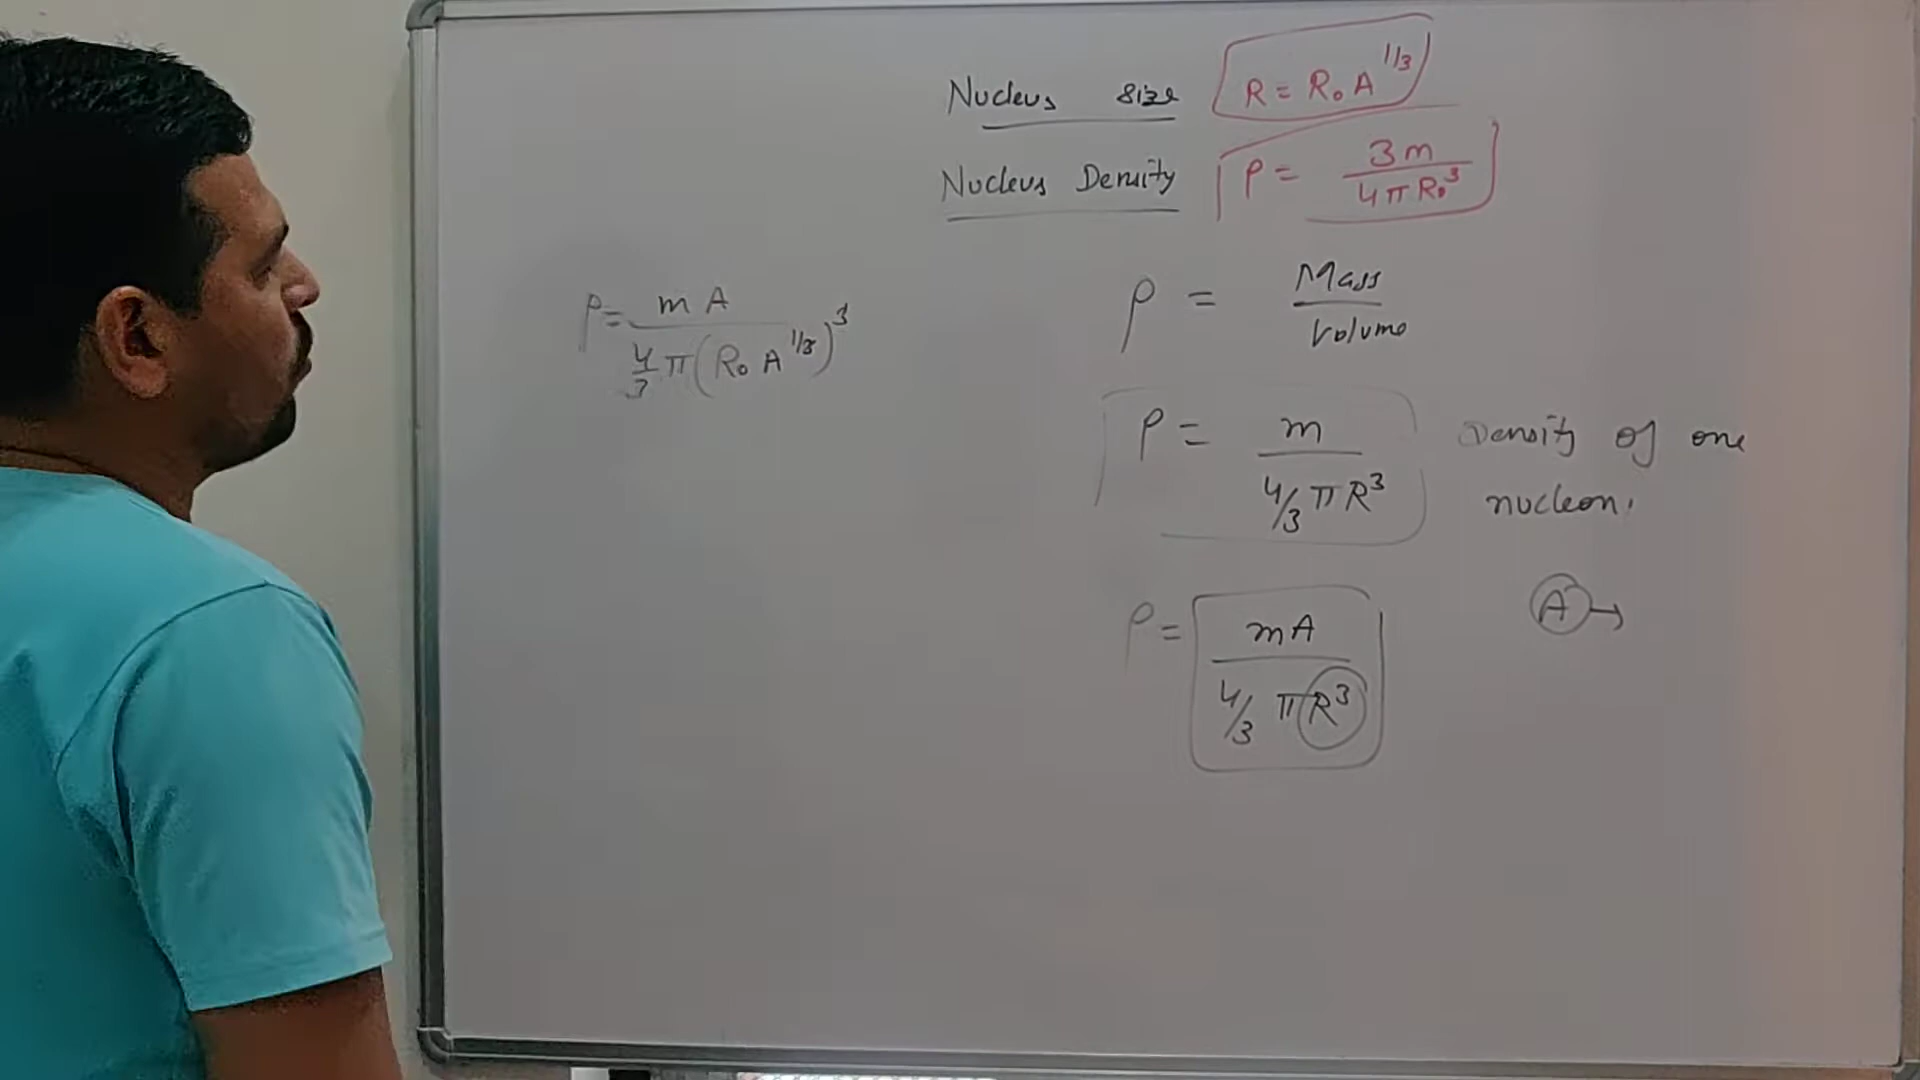 Nucleus Size R = R₀ A^1/3
Nucleus Density ρ = 3m / 4πR₀³
ρ = Mass / Volume
ρ = m / 4/3 πR³ Density of one nucleon.
ρ = mA / 4/3 πR³ A →
ρ = m A / 4/3 π(R₀ A^1/3)³